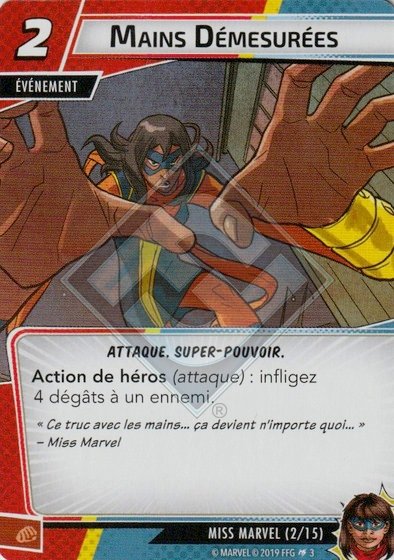 2
MAINS DÉMESURÉES
ÉVÉNEMENT
ATTAQUE. SUPER-POUVOIR.
Action de héros (attaque) : infligez
4 dégâts à un ennemi.
®
« Ce truc avec les mains... ça devient n'importe quoi... »
– Miss Marvel
MISS MARVEL (2/15)
© MARVEL © 2019 FFG 3